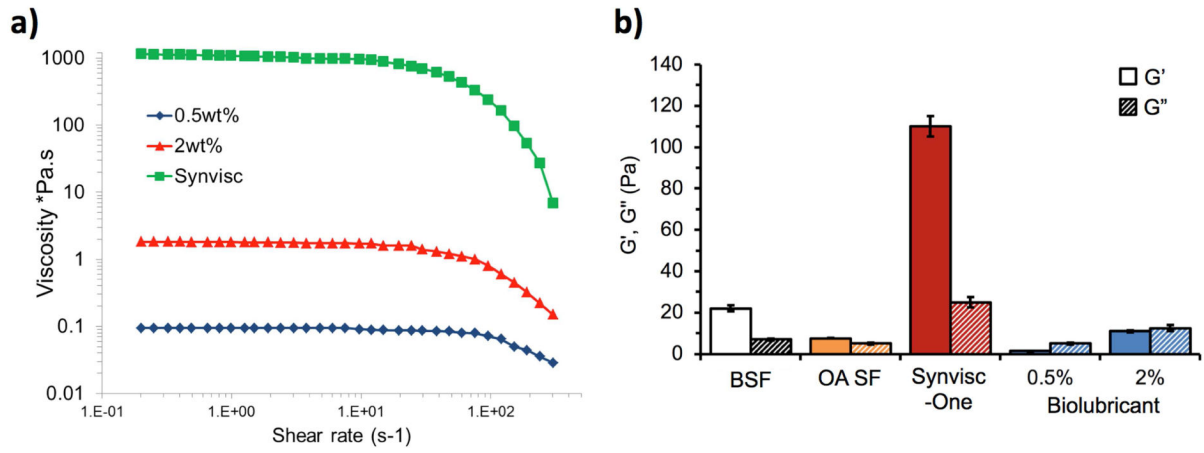 a)
1000
100
10
1
0.1
0.01
Viscosity *Pa.s
0.5wt%
2wt%
Synvisc
1.E-01 1.E+00 1.E+01 1.E+02
Shear rate (s-1)
b)
140
120
100
80
60
40
20
0
G', G" (Pa)
G'
G"
BSF OA SF Synvisc 0.5% 2%
-One Biolubricant